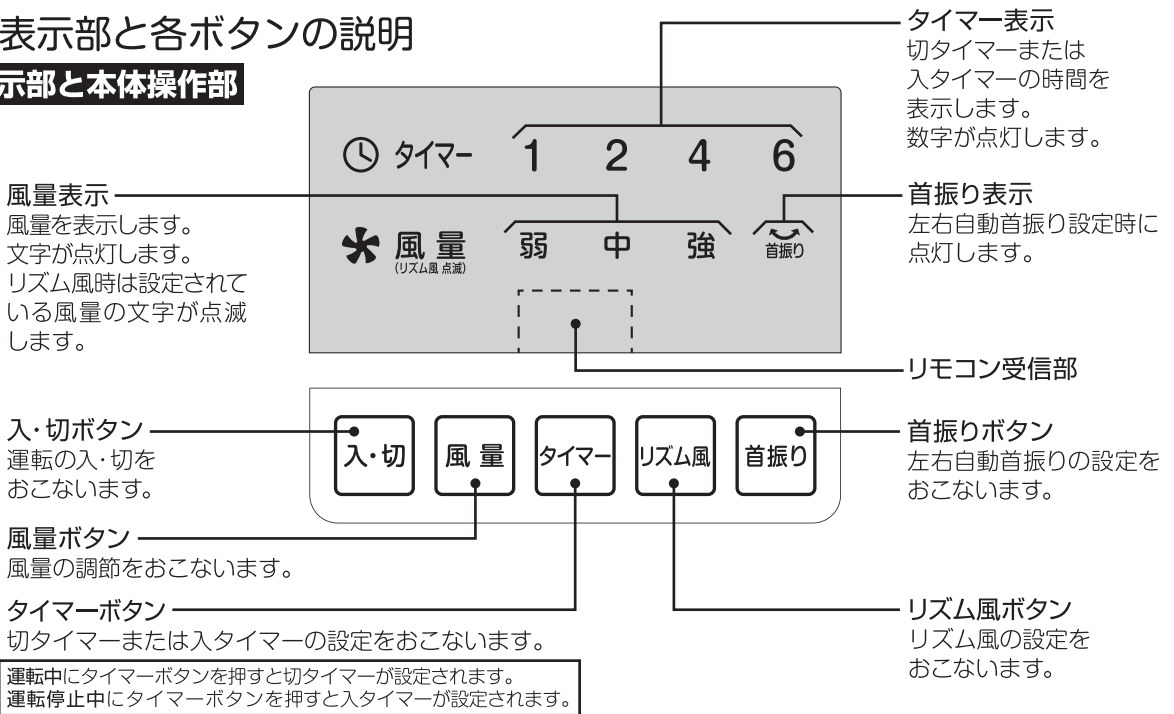 表示部と各ボタンの説明
示部と本体操作部
タイマー表示
切タイマーまたは
入タイマーの時間を
表示します。
数字が点灯します。
タイマー 1 2 4 6
風量表示
風量を表示します。
文字が点灯します。
リズム風時は設定されて
いる風量の文字が点滅
します。
風量 弱 中 強 首振り
(リズム風 点滅)
首振り表示
左右自動首振り設定時に
点灯します。
リモコン受信部
入・切 風量 タイマー リズム風 首振り
入・切ボタン
運転の入・切を
おこないます。
首振りボタン
左右自動首振りの設定を
おこないます。
風量ボタン
風量の調節をおこないます。
タイマーボタン
切タイマーまたは入タイマーの設定をおこないます。
運転中にタイマーボタンを押すと切タイマーが設定されます。
運転停止中にタイマーボタンを押すと入タイマーが設定されます。
リズム風ボタン
リズム風の設定を
おこないます。